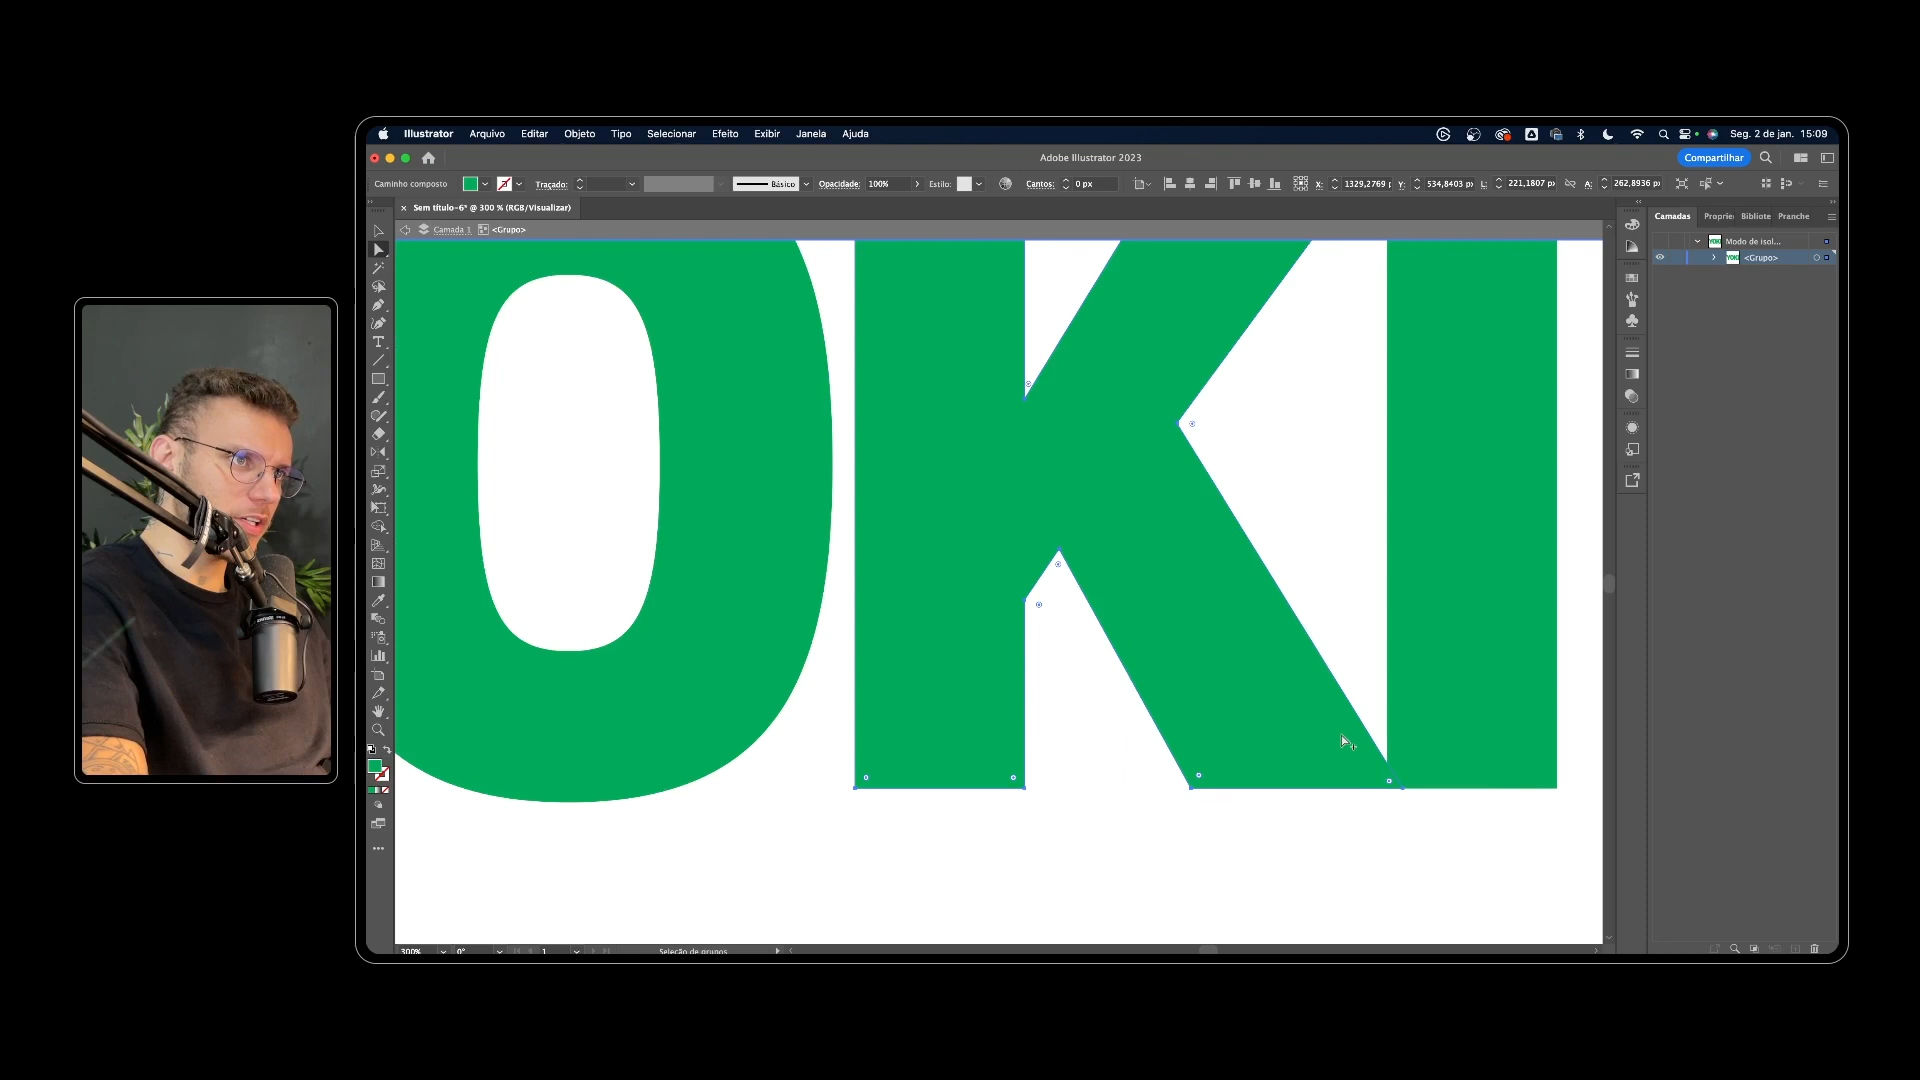 Illustrator Arquivo Editar Objeto Tipo Selecionar Efeito Exibir Janela Ajuda Seg. 2 de jan. 15:09
Adobe Illustrator 2023 Compartilhar
Caminho composto Traçado: Básico Opacidade: 100% Estilo: Cantos: 0 px X: 1329,2769 p Y: 534,8403 px L: 221,1807 px A: 262,8936 px
× Sem título-6* @ 300 % (RGB/Visualizar)
Camada 1 <Grupo>
Camadas Proprie Bibliote Pranche
Modo de isol...
<Grupo>
OKI
300% 0° 1 Seleção de grupos